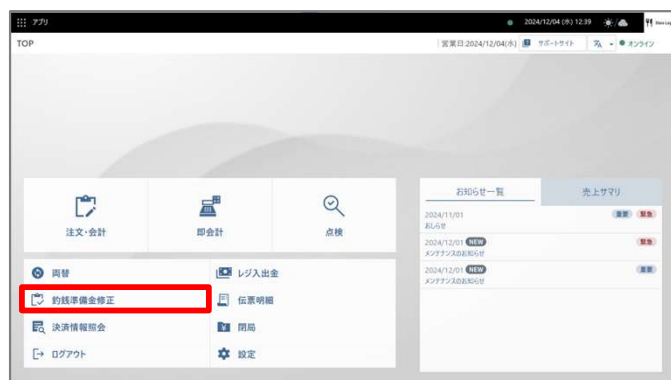 アプリ
2024/12/04 (水) 12:39
TOP
営業日:2024/12/04(水) サポートサイト オンライン
お知らせ一覧 売上サマリ
注文・会計 即会計 点検
2024/11/01 重要 緊急
おしらせ
2024/12/01 NEW 緊急
メンテナンスのお知らせ
2024/12/01 NEW 重要
メンテナンスのお知らせ
両替 レジ入出金
釣銭準備金修正 伝票明細
決済情報照会 閉局
ログアウト 設定